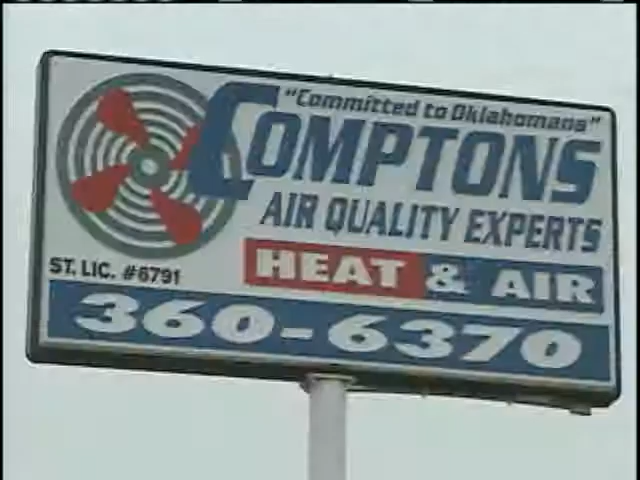 "Committed to Oklahomans"
COMPTONS
AIR QUALITY EXPERTS
ST. LIC. #6791
HEAT & AIR
360-6370